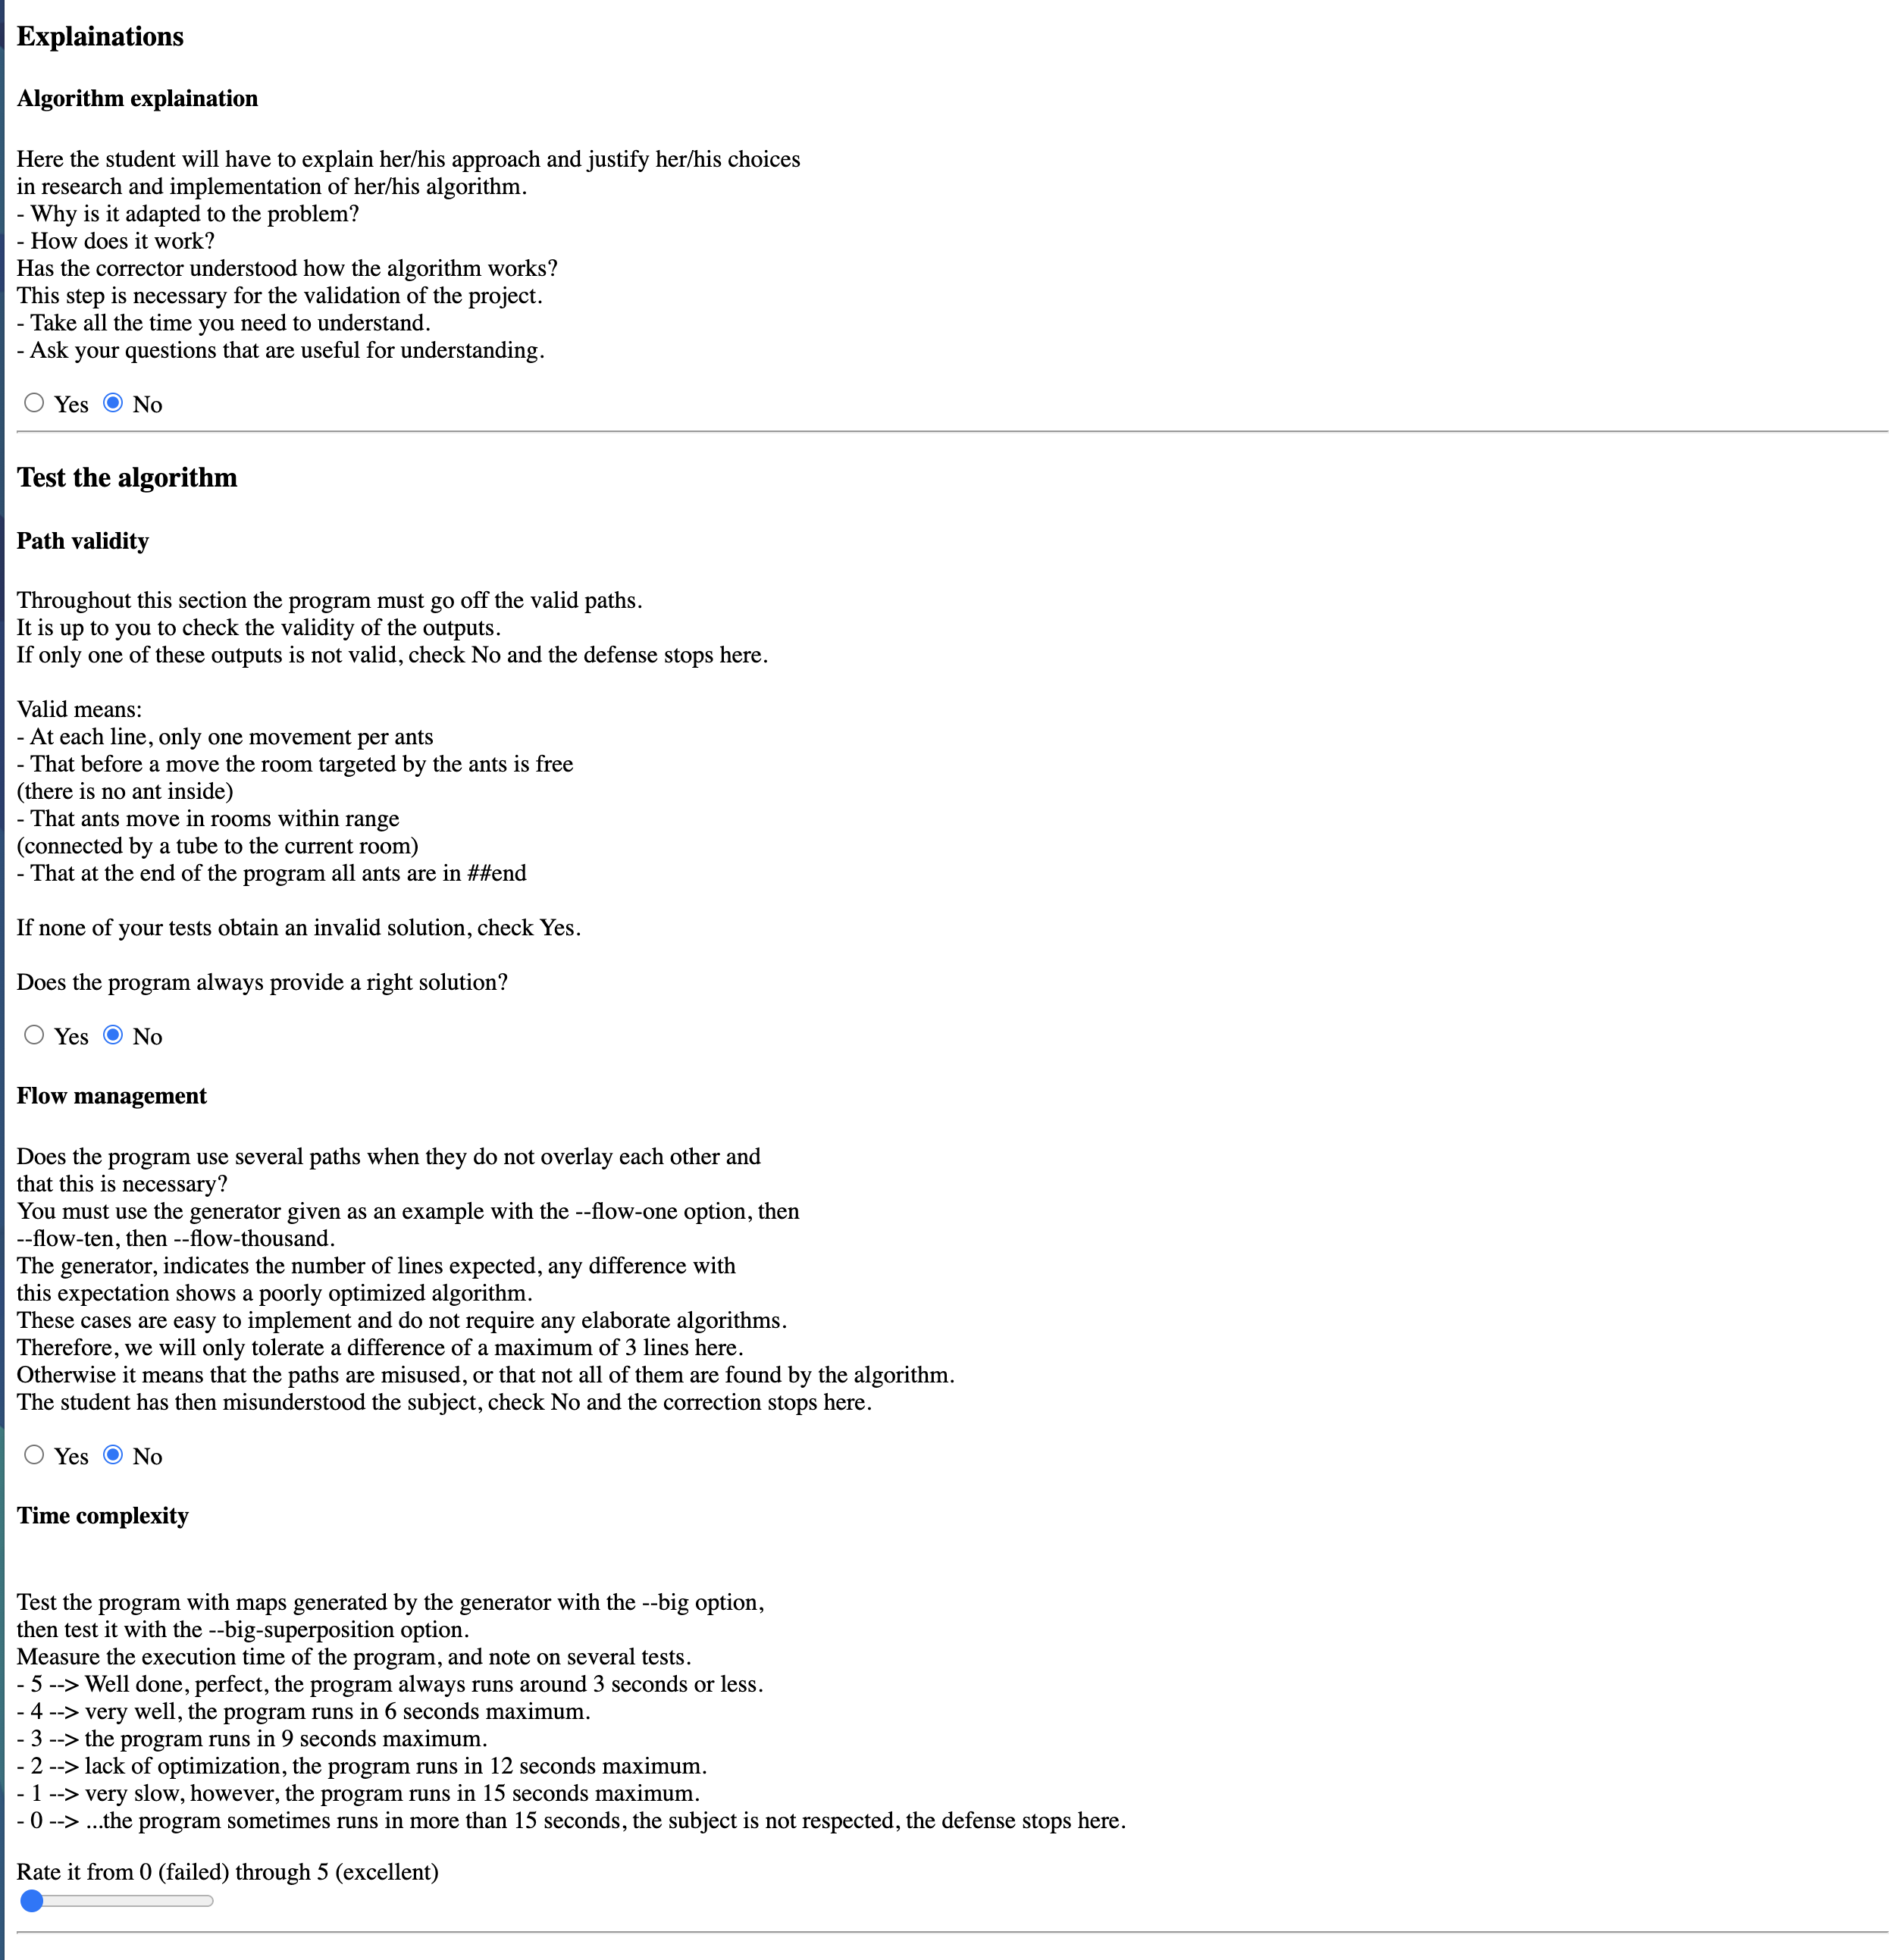 Explainations
Algorithm explaination
Here the student will have to explain her/his approach and justify her/his choices
in research and implementation of her/his algorithm.
- Why is it adapted to the problem?
- How does it work?
Has the corrector understood how the algorithm works?
This step is necessary for the validation of the project.
- Take all the time you need to understand.
- Ask your questions that are useful for understanding.
Yes No
Test the algorithm
Path validity
Throughout this section the program must go off the valid paths.
It is up to you to check the validity of the outputs.
If only one of these outputs is not valid, check No and the defense stops here.
Valid means:
- At each line, only one movement per ants
- That before a move the room targeted by the ants is free
(there is no ant inside)
- That ants move in rooms within range
(connected by a tube to the current room)
- That at the end of the program all ants are in ##end
If none of your tests obtain an invalid solution, check Yes.
Does the program always provide a right solution?
Yes No
Flow management
Does the program use several paths when they do not overlay each other and
that this is necessary?
You must use the generator given as an example with the --flow-one option, then
--flow-ten, then --flow-thousand.
The generator, indicates the number of lines expected, any difference with
this expectation shows a poorly optimized algorithm.
These cases are easy to implement and do not require any elaborate algorithms.
Therefore, we will only tolerate a difference of a maximum of 3 lines here.
Otherwise it means that the paths are misused, or that not all of them are found by the algorithm.
The student has then misunderstood the subject, check No and the correction stops here.
Yes No
Time complexity
Test the program with maps generated by the generator with the --big option,
then test it with the --big-superposition option.
Measure the execution time of the program, and note on several tests.
- 5 --> Well done, perfect, the program always runs around 3 seconds or less.
- 4 --> very well, the program runs in 6 seconds maximum.
- 3 --> the program runs in 9 seconds maximum.
- 2 --> lack of optimization, the program runs in 12 seconds maximum.
- 1 --> very slow, however, the program runs in 15 seconds maximum.
- 0 --> ...the program sometimes runs in more than 15 seconds, the subject is not respected, the defense stops here.
Rate it from 0 (failed) through 5 (excellent)